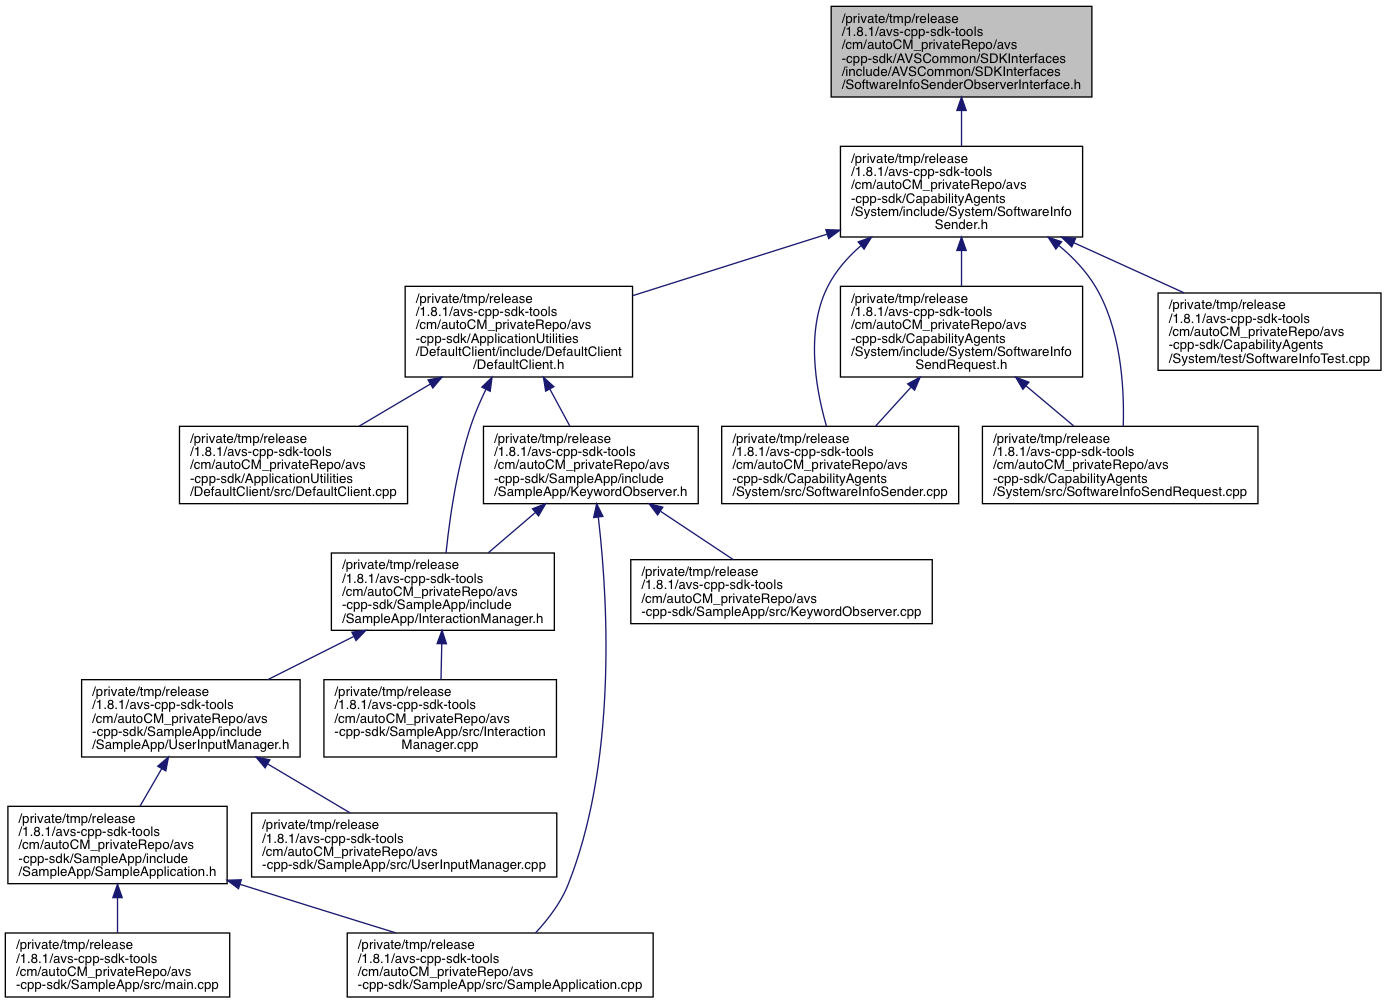 /private/tmp/release
/1.8.1/avs-cpp-sdk-tools
/cm/autoCM_privateRepo/avs
-cpp-sdk/AVSCommon/SDKInterfaces
/include/AVSCommon/SDKInterfaces
/SoftwareInfoSenderObserverInterface.h
/private/tmp/release
/1.8.1/avs-cpp-sdk-tools
/cm/autoCM_privateRepo/avs
-cpp-sdk/CapabilityAgents
/System/include/System/SoftwareInfo
Sender.h
/private/tmp/release
/1.8.1/avs-cpp-sdk-tools
/cm/autoCM_privateRepo/avs
-cpp-sdk/ApplicationUtilities
/DefaultClient/include/DefaultClient
/DefaultClient.h
/private/tmp/release
/1.8.1/avs-cpp-sdk-tools
/cm/autoCM_privateRepo/avs
-cpp-sdk/CapabilityAgents
/System/include/System/SoftwareInfo
SendRequest.h
/private/tmp/release
/1.8.1/avs-cpp-sdk-tools
/cm/autoCM_privateRepo/avs
-cpp-sdk/CapabilityAgents
/System/test/SoftwareInfoTest.cpp
/private/tmp/release
/1.8.1/avs-cpp-sdk-tools
/cm/autoCM_privateRepo/avs
-cpp-sdk/ApplicationUtilities
/DefaultClient/src/DefaultClient.cpp
/private/tmp/release
/1.8.1/avs-cpp-sdk-tools
/cm/autoCM_privateRepo/avs
-cpp-sdk/SampleApp/include
/SampleApp/KeywordObserver.h
/private/tmp/release
/1.8.1/avs-cpp-sdk-tools
/cm/autoCM_privateRepo/avs
-cpp-sdk/CapabilityAgents
/System/src/SoftwareInfoSender.cpp
/private/tmp/release
/1.8.1/avs-cpp-sdk-tools
/cm/autoCM_privateRepo/avs
-cpp-sdk/CapabilityAgents
/System/src/SoftwareInfoSendRequest.cpp
/private/tmp/release
/1.8.1/avs-cpp-sdk-tools
/cm/autoCM_privateRepo/avs
-cpp-sdk/SampleApp/include
/SampleApp/InteractionManager.h
/private/tmp/release
/1.8.1/avs-cpp-sdk-tools
/cm/autoCM_privateRepo/avs
-cpp-sdk/SampleApp/src/KeywordObserver.cpp
/private/tmp/release
/1.8.1/avs-cpp-sdk-tools
/cm/autoCM_privateRepo/avs
-cpp-sdk/SampleApp/include
/SampleApp/UserInputManager.h
/private/tmp/release
/1.8.1/avs-cpp-sdk-tools
/cm/autoCM_privateRepo/avs
-cpp-sdk/SampleApp/src/Interaction
Manager.cpp
/private/tmp/release
/1.8.1/avs-cpp-sdk-tools
/cm/autoCM_privateRepo/avs
-cpp-sdk/SampleApp/include
/SampleApp/SampleApplication.h
/private/tmp/release
/1.8.1/avs-cpp-sdk-tools
/cm/autoCM_privateRepo/avs
-cpp-sdk/SampleApp/src/UserInputManager.cpp
/private/tmp/release
/1.8.1/avs-cpp-sdk-tools
/cm/autoCM_privateRepo/avs
-cpp-sdk/SampleApp/src/main.cpp
/private/tmp/release
/1.8.1/avs-cpp-sdk-tools
/cm/autoCM_privateRepo/avs
-cpp-sdk/SampleApp/src/SampleApplication.cpp